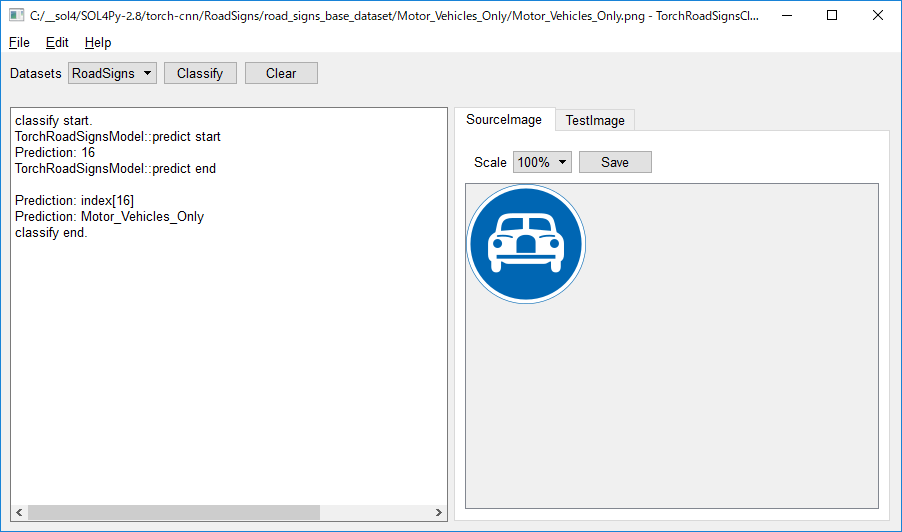 C:/__sol4/SOL4Py-2.8/torch-cnn/RoadSigns/road_signs_base_dataset/Motor_Vehicles_Only/Motor_Vehicles_Only.png - TorchRoadSignsCl...
File Edit Help
Datasets RoadSigns Classify Clear
classify start.
TorchRoadSignsModel::predict start
Prediction: 16
TorchRoadSignsModel::predict end
Prediction: index[16]
Prediction: Motor_Vehicles_Only
classify end.
SourceImage TestImage
Scale 100% Save